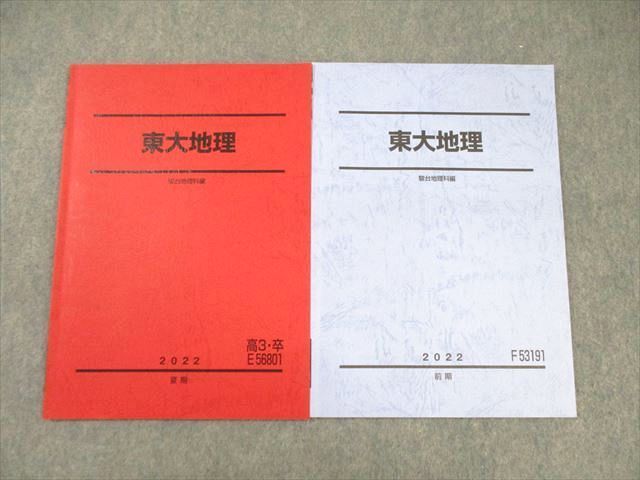 東大地理
駿台地理科編
高3・卒
2022
E56801
夏期
東大地理
駿台地理科編
2022
F53191
前期